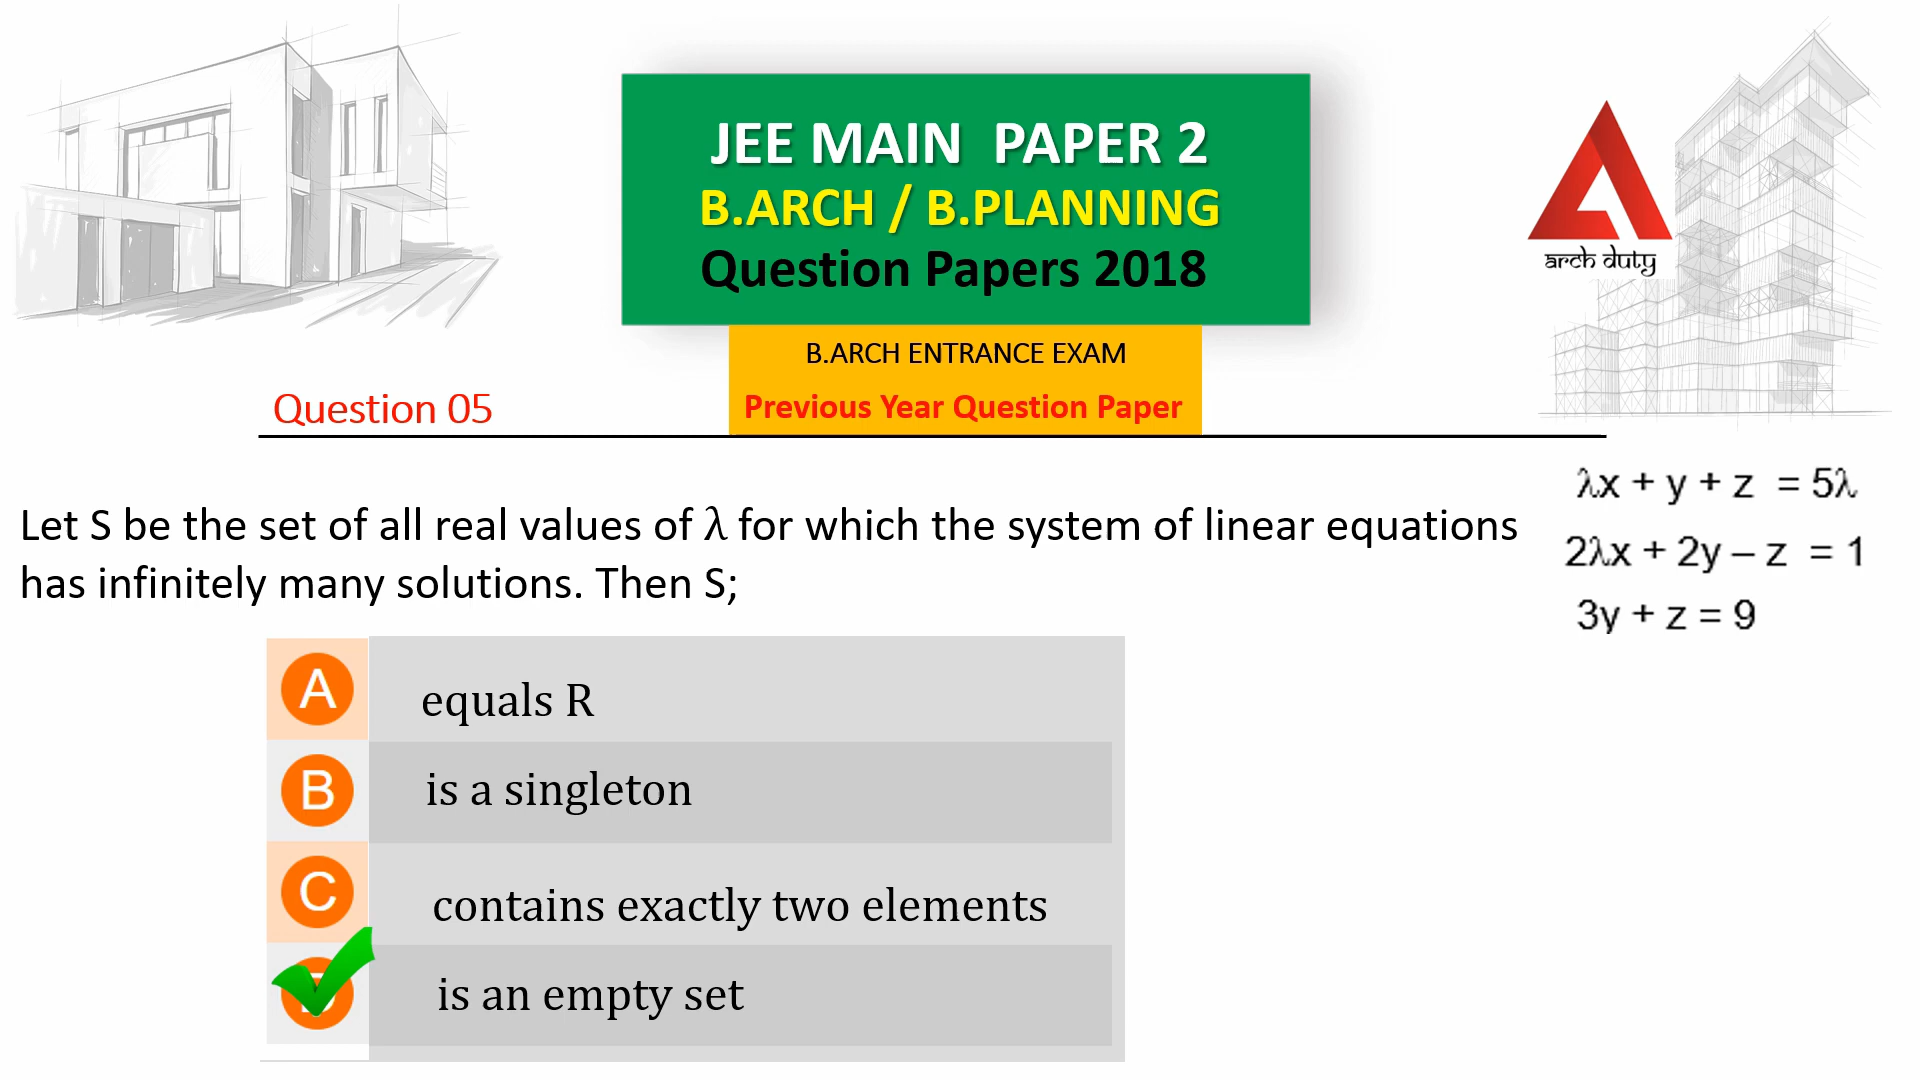 JEE MAIN PAPER 2
B.ARCH / B.PLANNING
Question Papers 2018
arch duty
B.ARCH ENTRANCE EXAM
Previous Year Question Paper
Question 05
Let S be the set of all real values of λ for which the system of linear equations
has infinitely many solutions. Then S;
λx + y + z = 5λ
2λx + 2y – z = 1
3y + z = 9
A equals R
B is a singleton
C contains exactly two elements
is an empty set